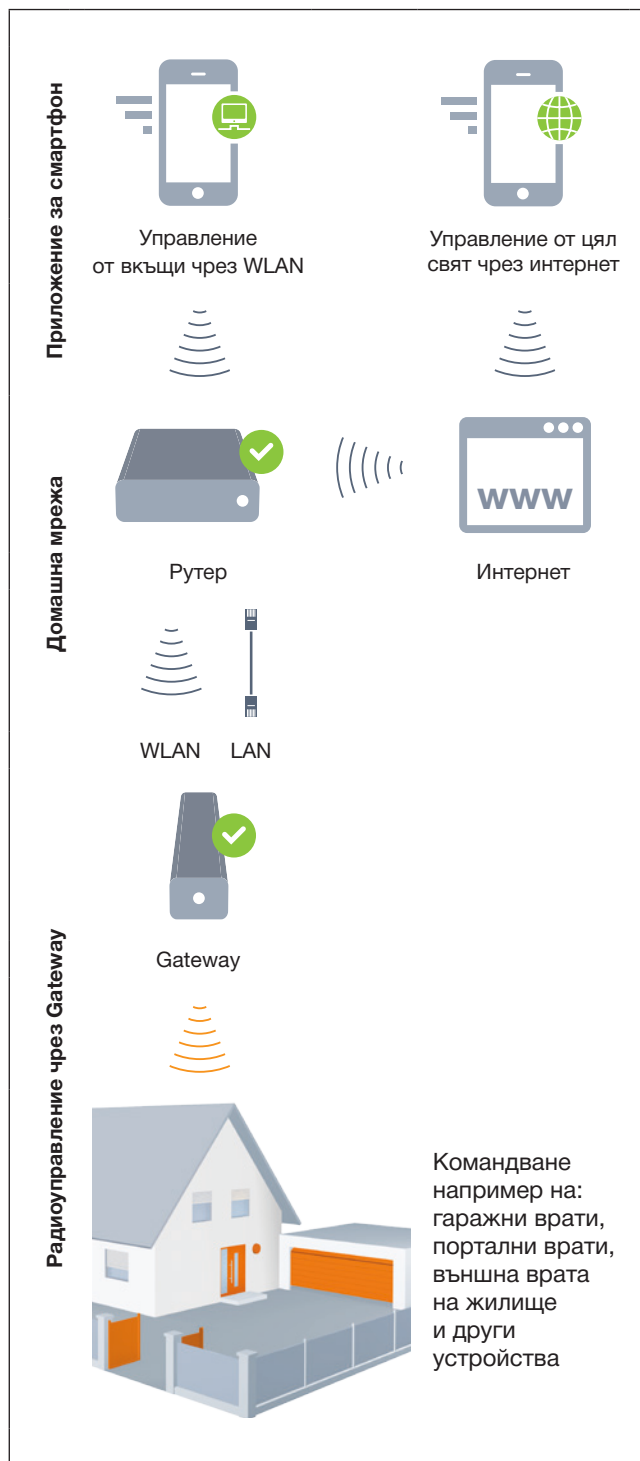 Приложение за смартфон
Управление
от вкъщи чрез WLAN
Управление от цял
свят чрез интернет
Домашна мрежа
www
Рутер
Интернет
WLAN
LAN
Радиоуправление чрез Gateway
Gateway
Командване
например на:
гаражни врати,
портални врати,
външна врата
на жилище
и други
устройства